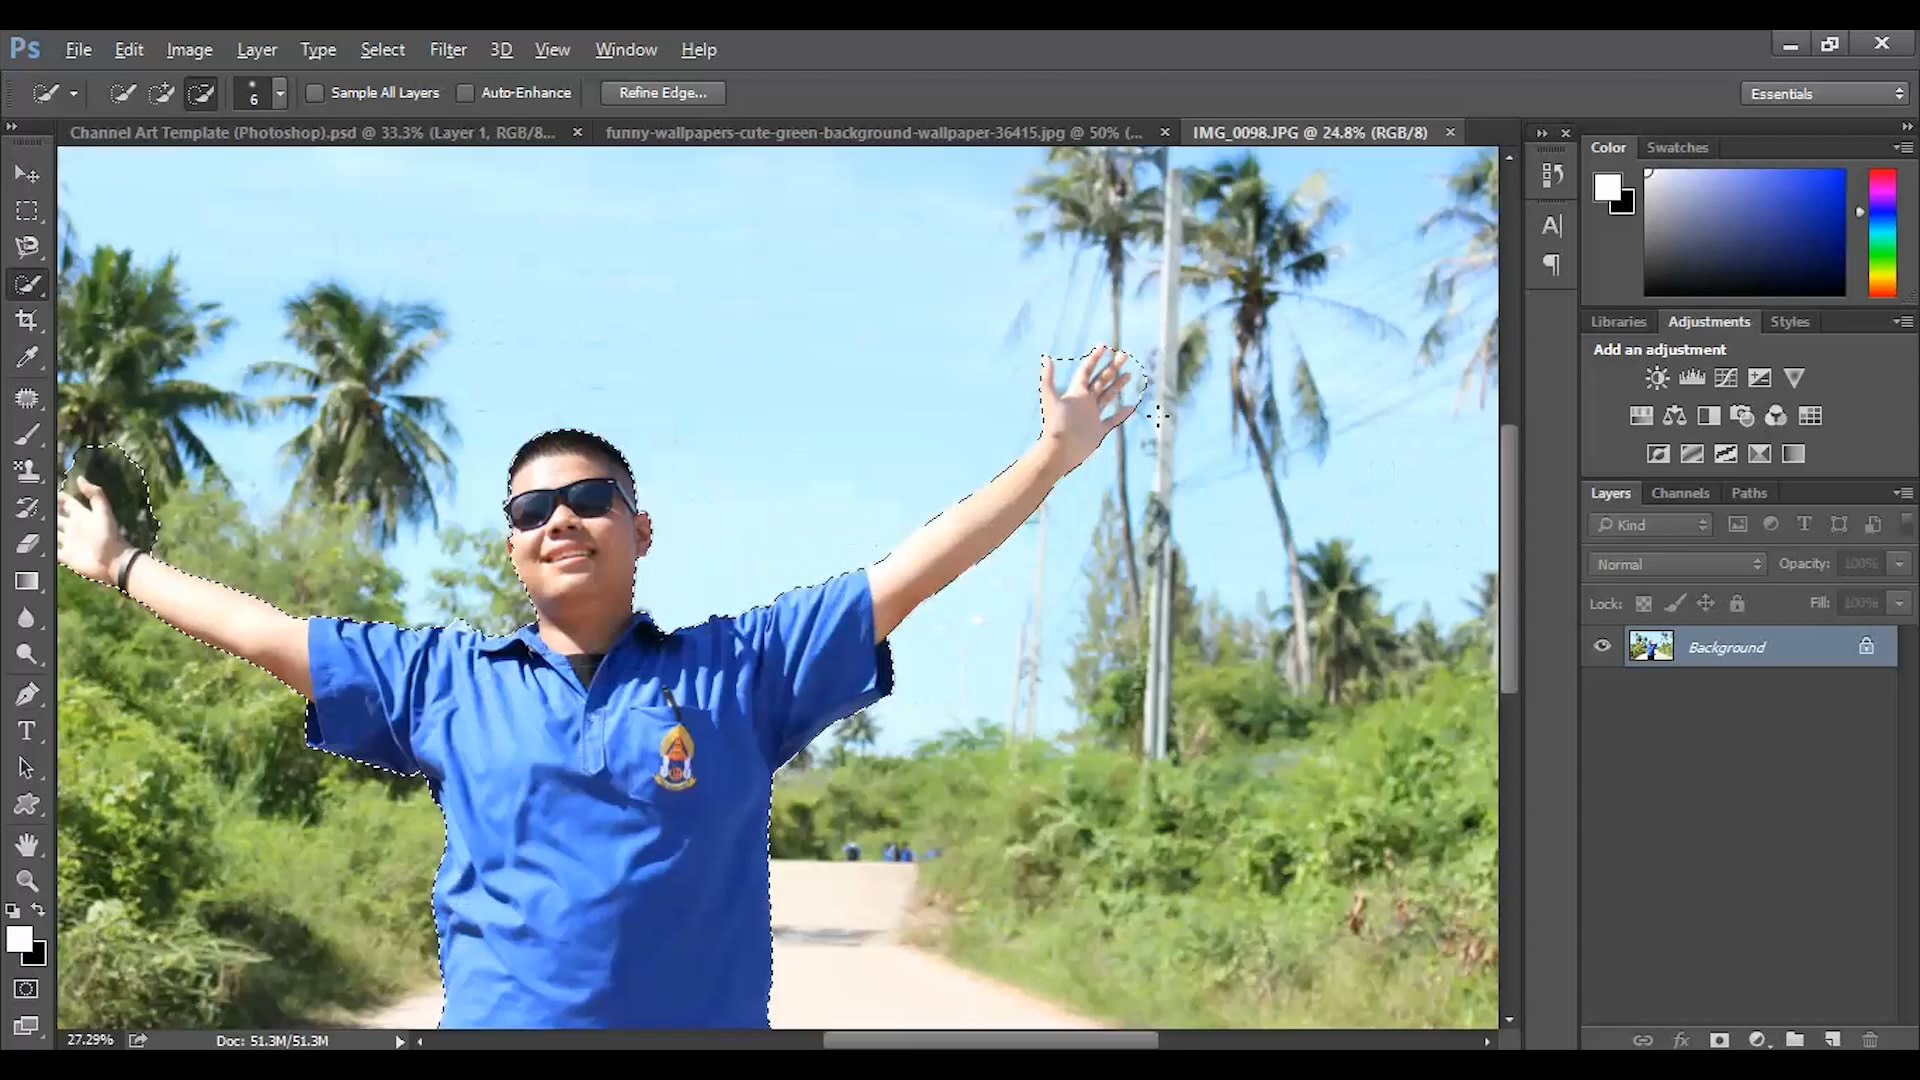 Ps File Edit Image Layer Type Select Filter 3D View Window Help
6 Sample All Layers Auto-Enhance Refine Edge... Essentials
Channel Art Template (Photoshop).psd @ 33.3% (Layer 1, RGB/8... funny-wallpapers-cute-green-background-wallpaper-36415.jpg @ 50% (... IMG_0098.JPG @ 24.8% (RGB/8)
Color Swatches
Libraries Adjustments Styles
Add an adjustment
Layers Channels Paths
Kind
Normal Opacity: 100%
Lock: Fill: 100%
Background
27.29% Doc: 51.3M/51.3M